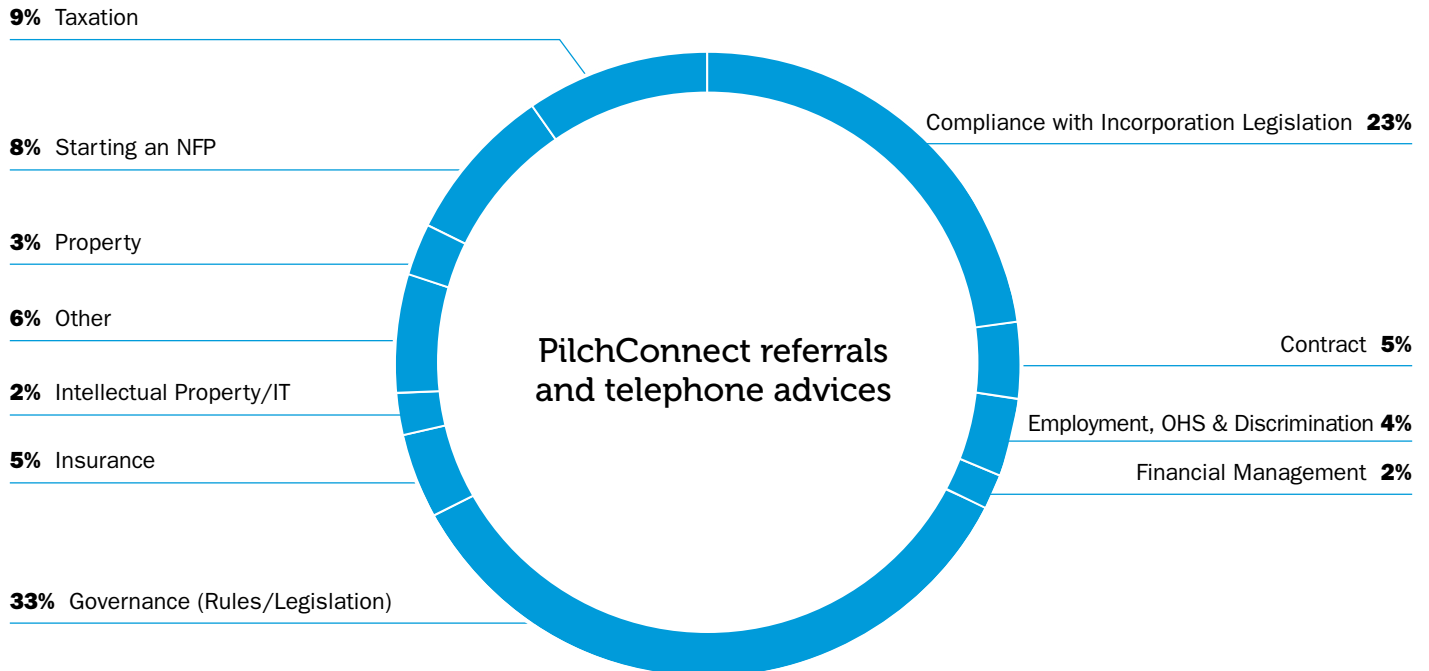 9% Taxation
8% Starting an NFP
3% Property
6% Other
2% Intellectual Property/IT
5% Insurance
33% Governance (Rules/Legislation)
PilchConnect referrals
and telephone advices
Compliance with Incorporation Legislation 23%
Contract 5%
Employment, OHS & Discrimination 4%
Financial Management 2%